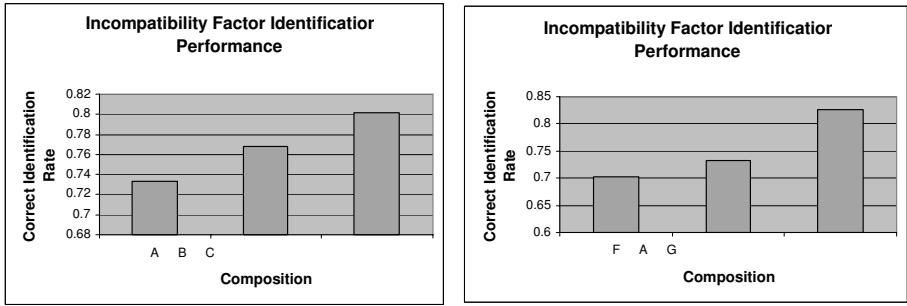 Incompatibility Factor Identificatior
Performance
Correct Identification
Rate
0.82
0.8
0.78
0.76
0.74
0.72
0.7
0.68
A B C
Composition
Incompatibility Factor Identificatior
Performance
Correct Identification
Rate
0.85
0.8
0.75
0.7
0.65
0.6
F A G
Composition